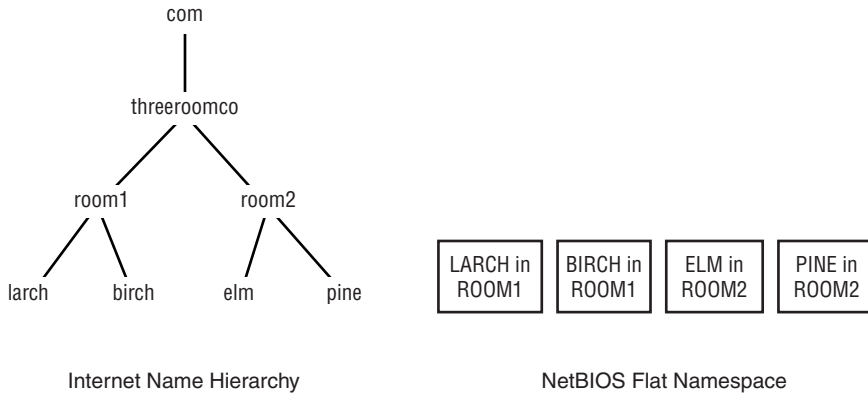 com
threeroomco
room1 room2
larch birch elm pine
LARCH in ROOM1
BIRCH in ROOM1
ELM in ROOM2
PINE in ROOM2
Internet Name Hierarchy
NetBIOS Flat Namespace